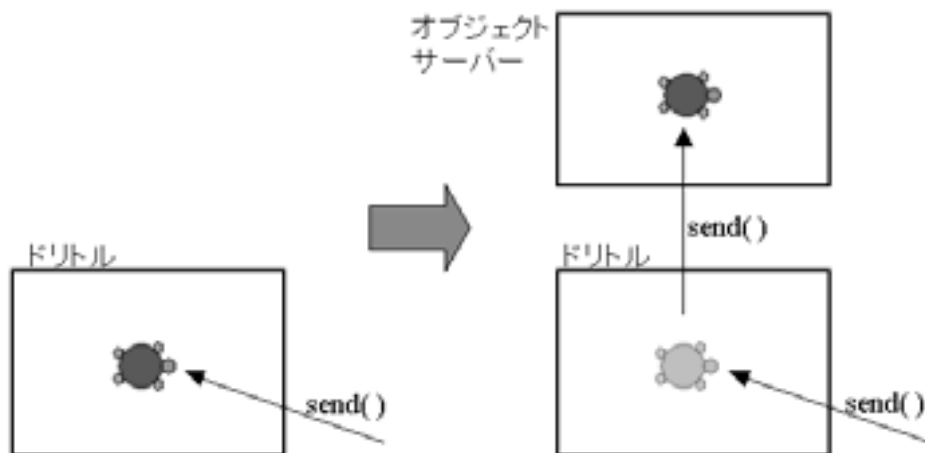 オブジェクト
サーバー
send( )
ドリトル
send( )
ドリトル
send( )